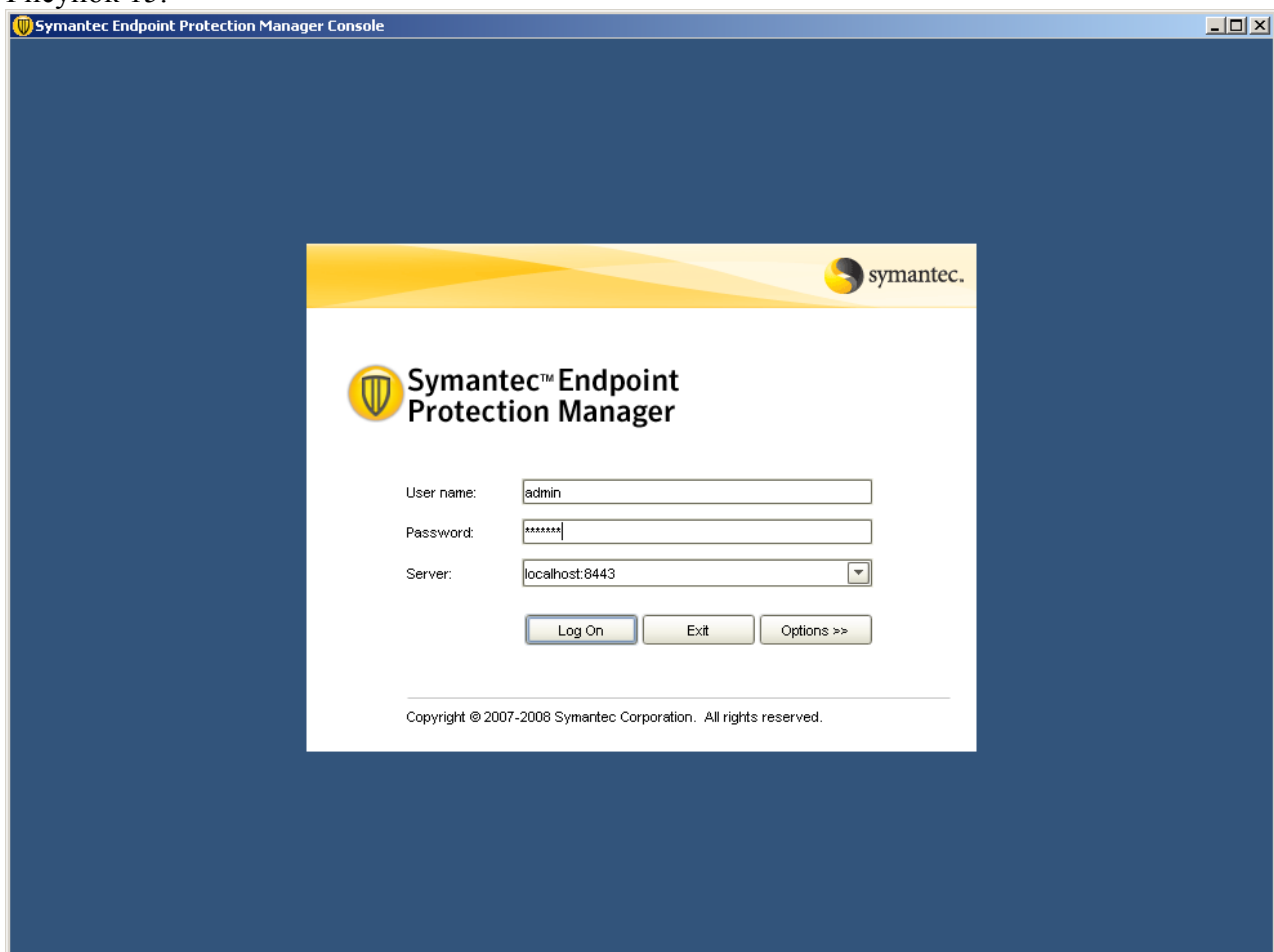 Рисунок 15.
Symantec Endpoint Protection Manager Console
symantec.
Symantec™ Endpoint
Protection Manager
User name: admin
Password: *******
Server: localhost:8443
Log On Exit Options >>
Copyright © 2007-2008 Symantec Corporation. All rights reserved.